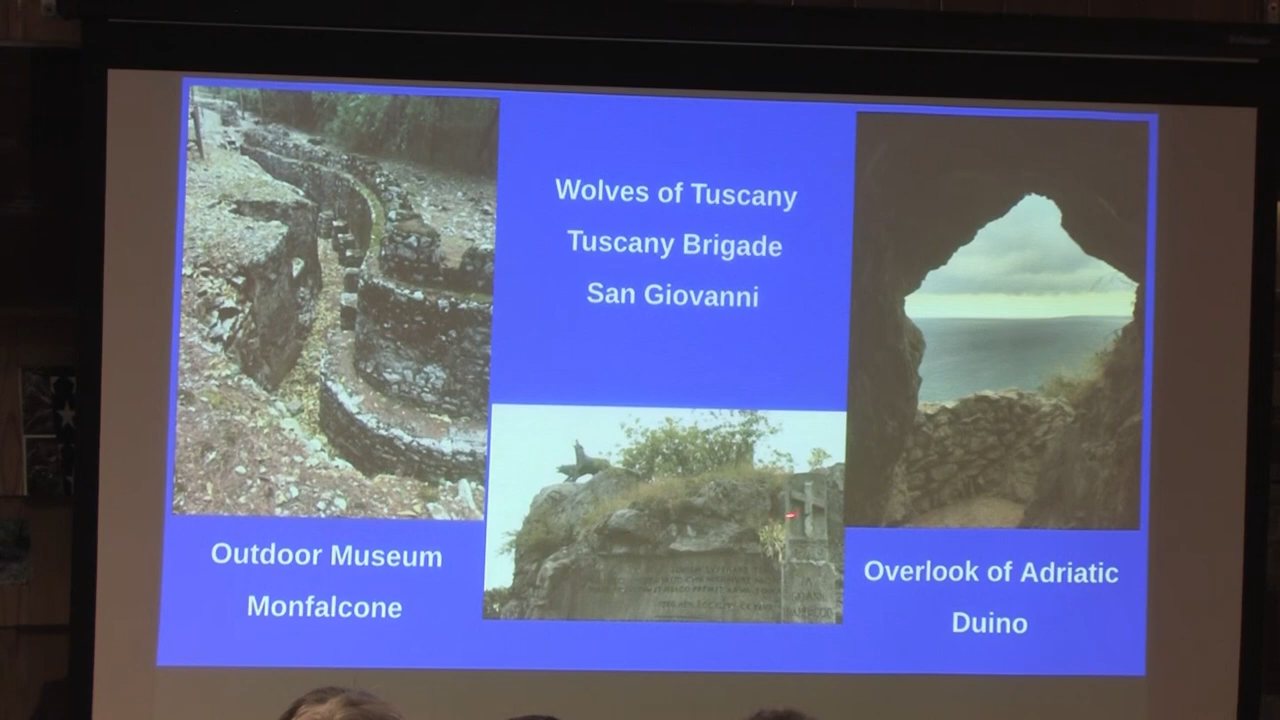 Wolves of Tuscany
Tuscany Brigade
San Giovanni
Outdoor Museum
Monfalcone
Overlook of Adriatic
Duino